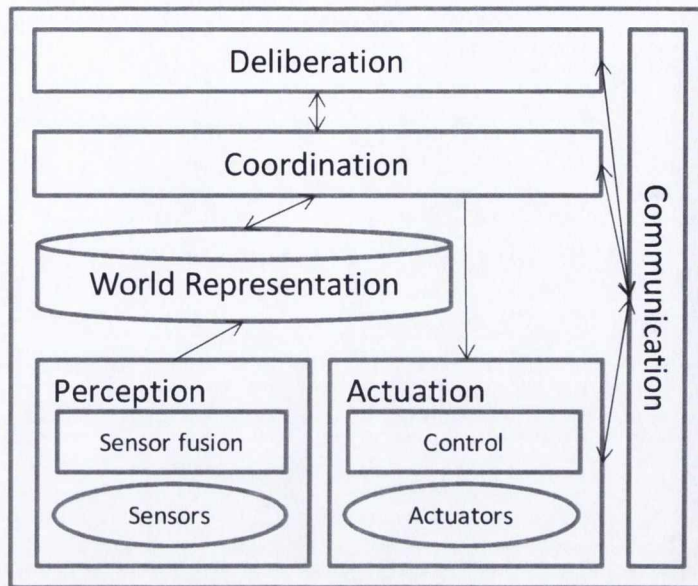 Deliberation
Coordination
World Representation
Perception
Sensor fusion
Sensors
Actuation
Control
Actuators
Communication